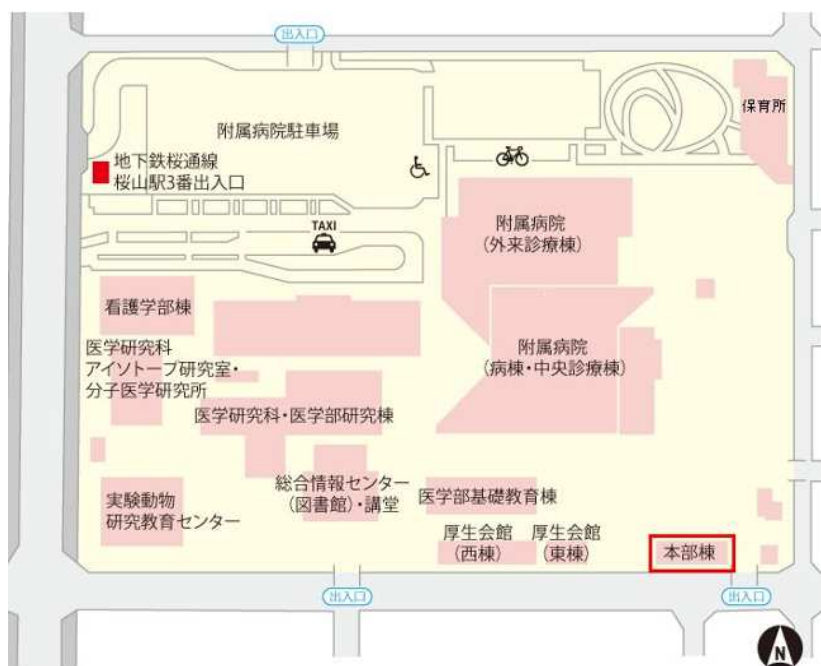 出入口
保育所
附属病院駐車場
地下鉄桜通線
桜山駅3番出入口
TAXI
附属病院
(外来診療棟)
看護学部棟
医学研究科
アイソトープ研究室・
分子医学研究所
附属病院
(病棟・中央診療棟)
医学研究科・医学部研究棟
総合情報センター
(図書館)・講堂
医学部基礎教育棟
実験動物
研究教育センター
厚生会館
(西棟)
厚生会館
(東棟)
本部棟
出入口
出入口
N